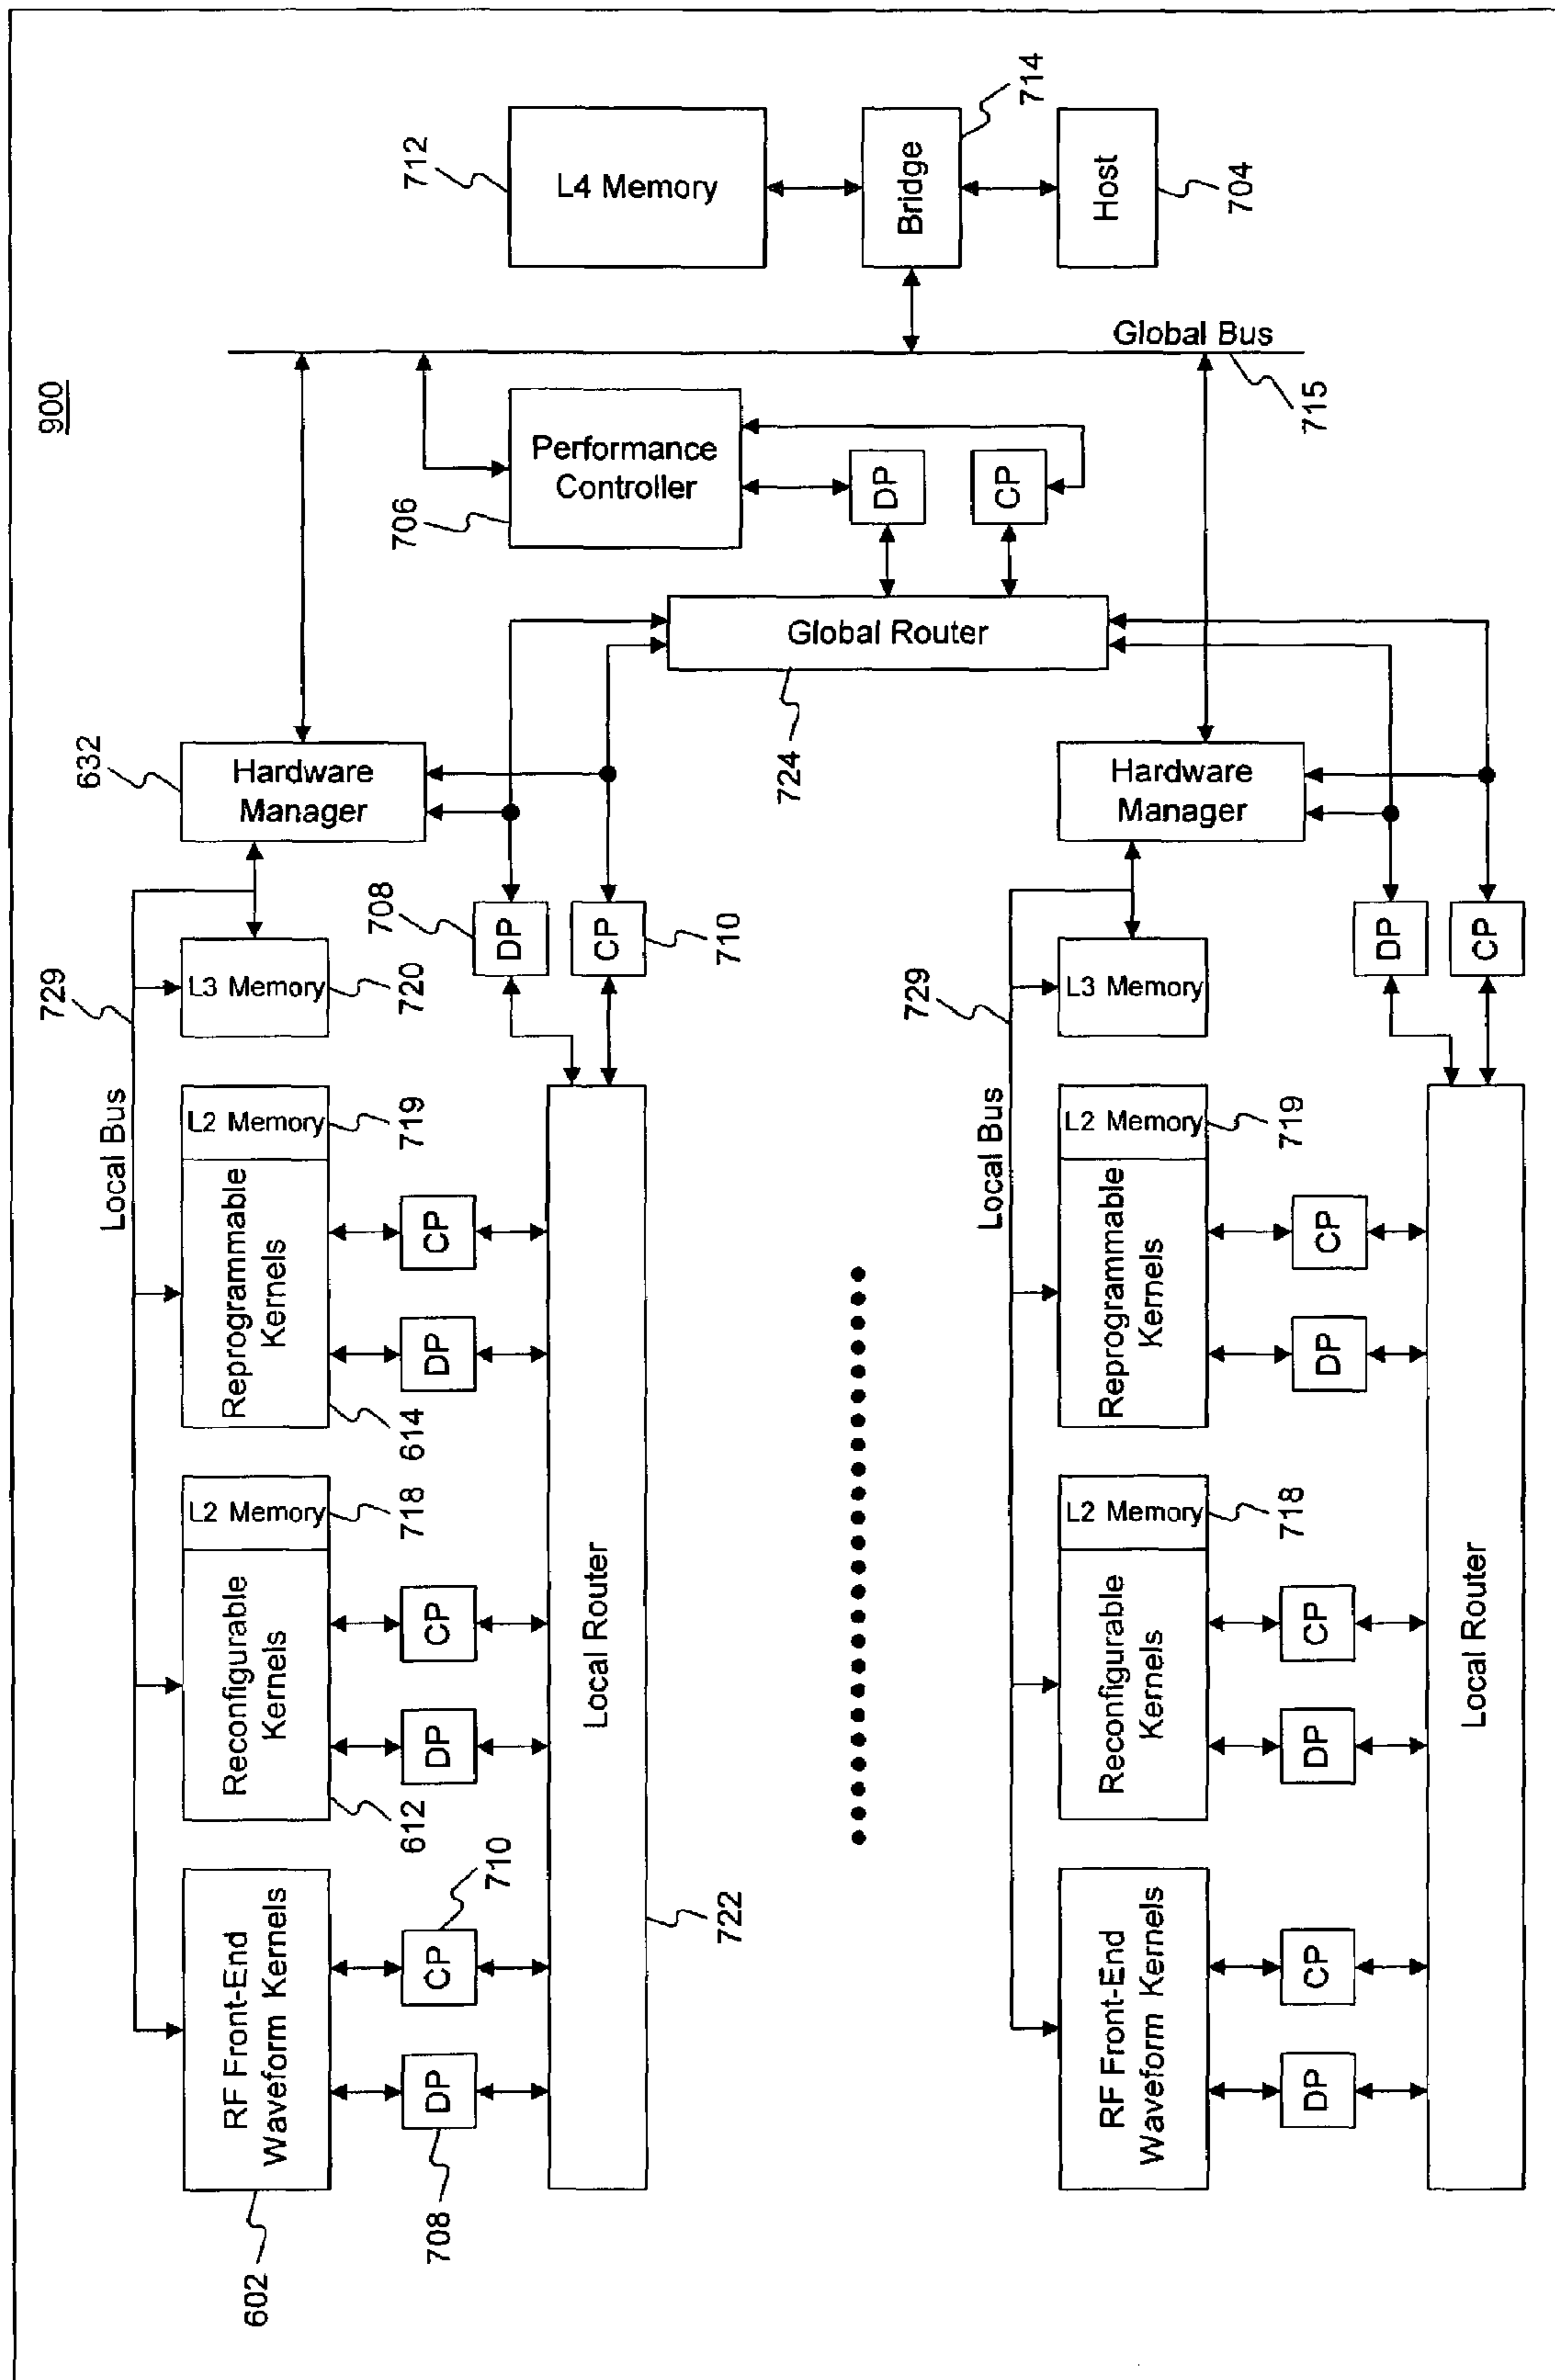 900
602
RF Front-End
Waveform Kernels
708
DP
CP
710
Local Bus
729
612
Reconfigurable
Kernels
L2 Memory
718
DP
CP
614
Reprogrammable
Kernels
L2 Memory
719
DP
CP
L3 Memory
720
632
Hardware
Manager
708
DP
CP
710
Local Router
722
706
Performance
Controller
DP
CP
Global Router
724
Global Bus
715
712
L4 Memory
Bridge
714
Host
704
RF Front-End
Waveform Kernels
DP
CP
Local Bus
729
Reconfigurable
Kernels
L2 Memory
718
DP
CP
Reprogrammable
Kernels
L2 Memory
719
DP
CP
L3 Memory
Hardware
Manager
DP
CP
Local Router